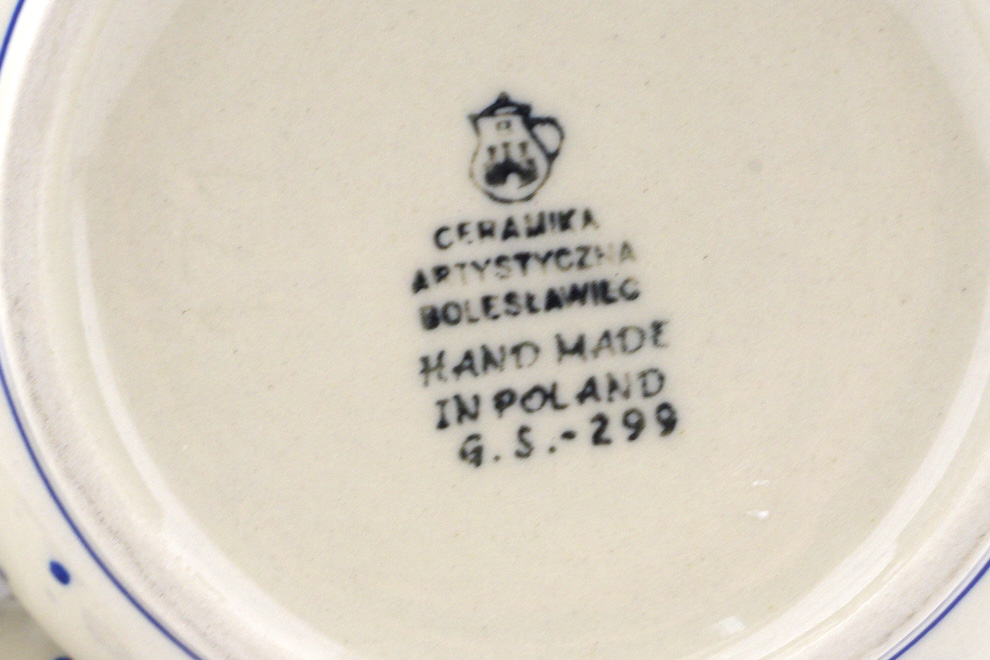 CERAMIKA
ARTYSTYCZNA
BOLESŁAWIEC
HAND MADE
IN POLAND
G.S.-299